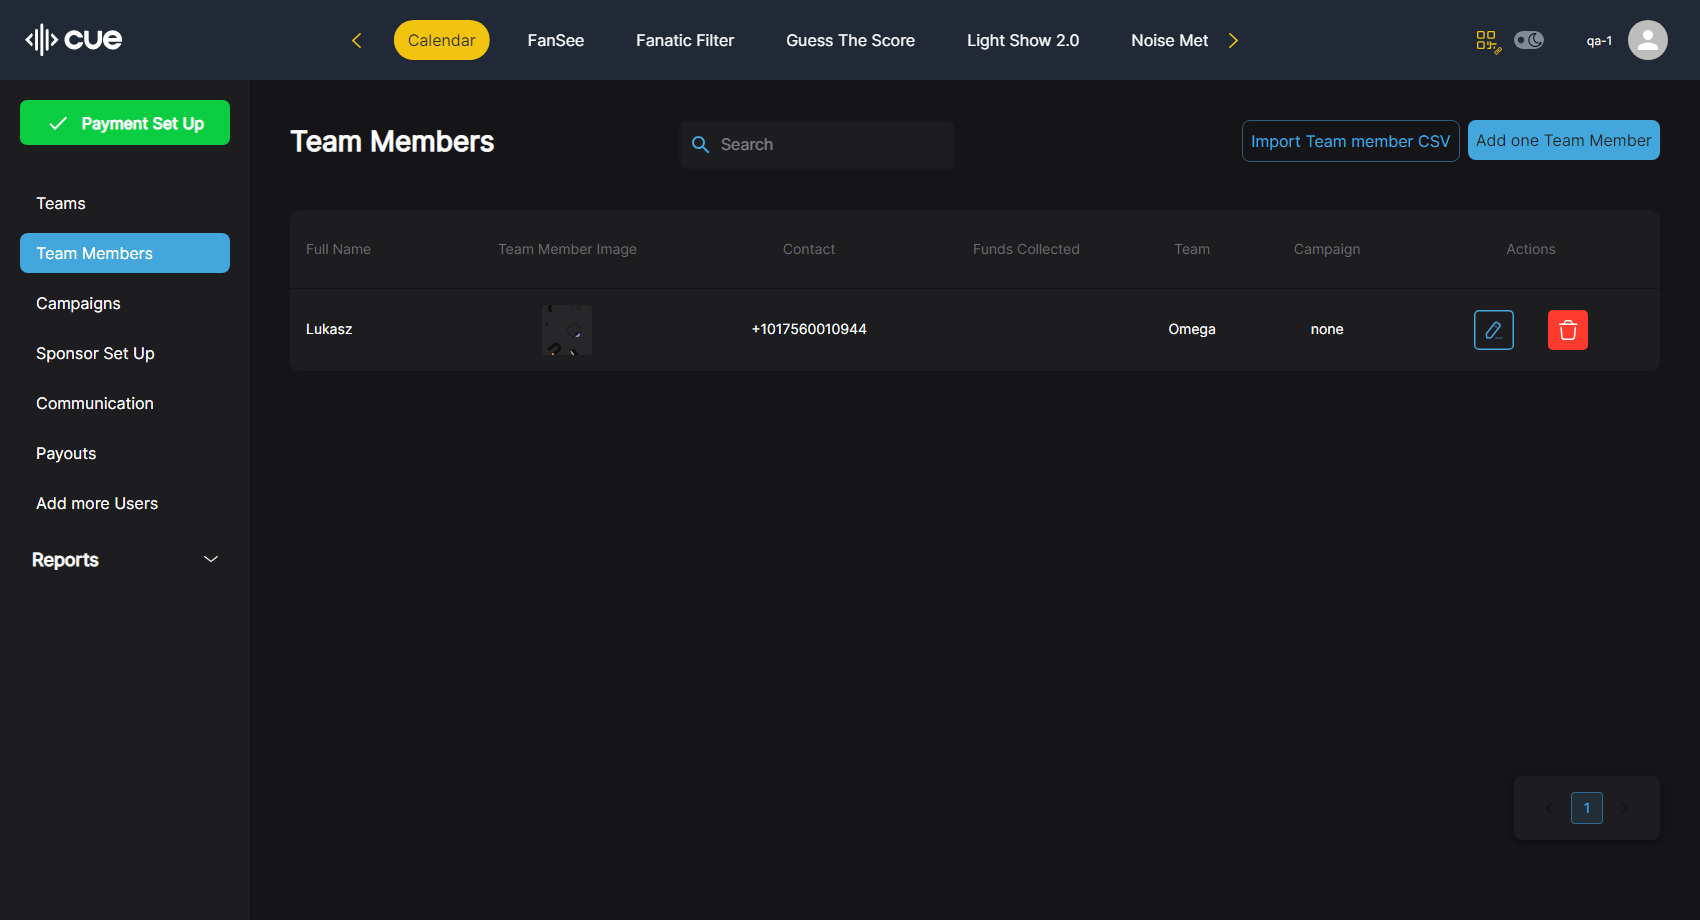 cue
Calendar FanSee Fanatic Filter Guess The Score Light Show 2.0 Noise Met
qa-1
Payment Set Up
Teams
Team Members
Campaigns
Sponsor Set Up
Communication
Payouts
Add more Users
Reports
Team Members
Search
Import Team member CSV
Add one Team Member
Full Name Team Member Image Contact Funds Collected Team Campaign Actions
Lukasz +1017560010944 Omega none
1